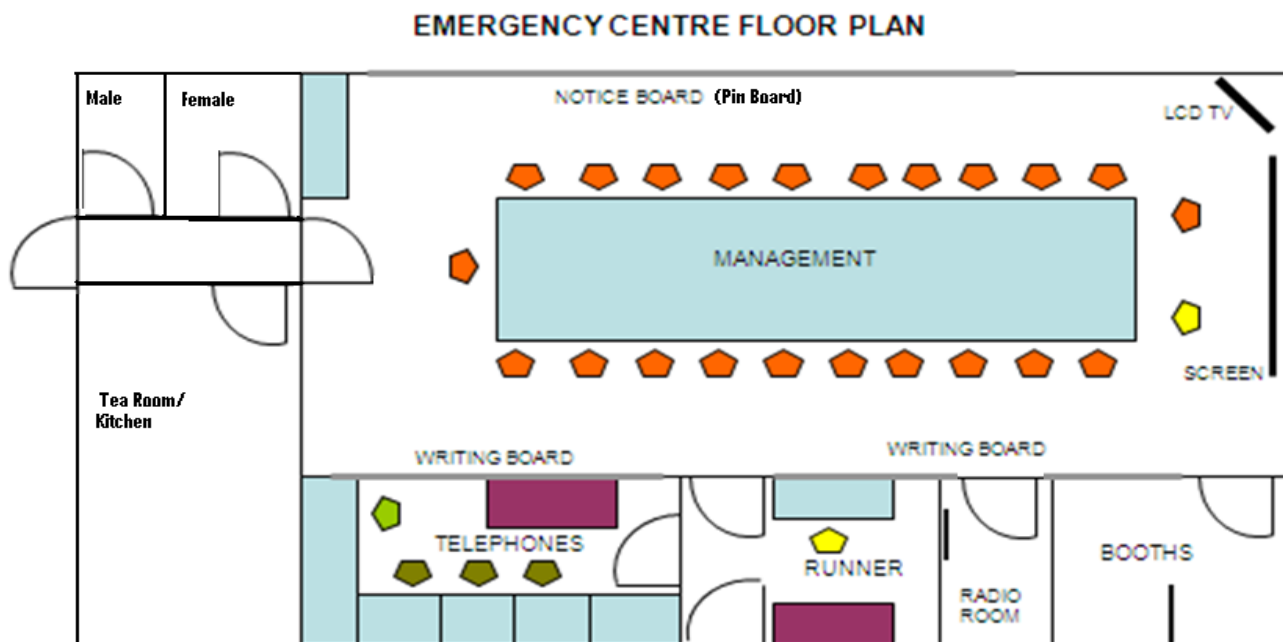 EMERGENCY CENTRE FLOOR PLAN
Male
Female
NOTICE BOARD (Pin Board)
LCD TV
MANAGEMENT
SCREEN
Tea Room/
Kitchen
WRITING BOARD
WRITING BOARD
TELEPHONES
RUNNER
RADIO
ROOM
BOOTHS